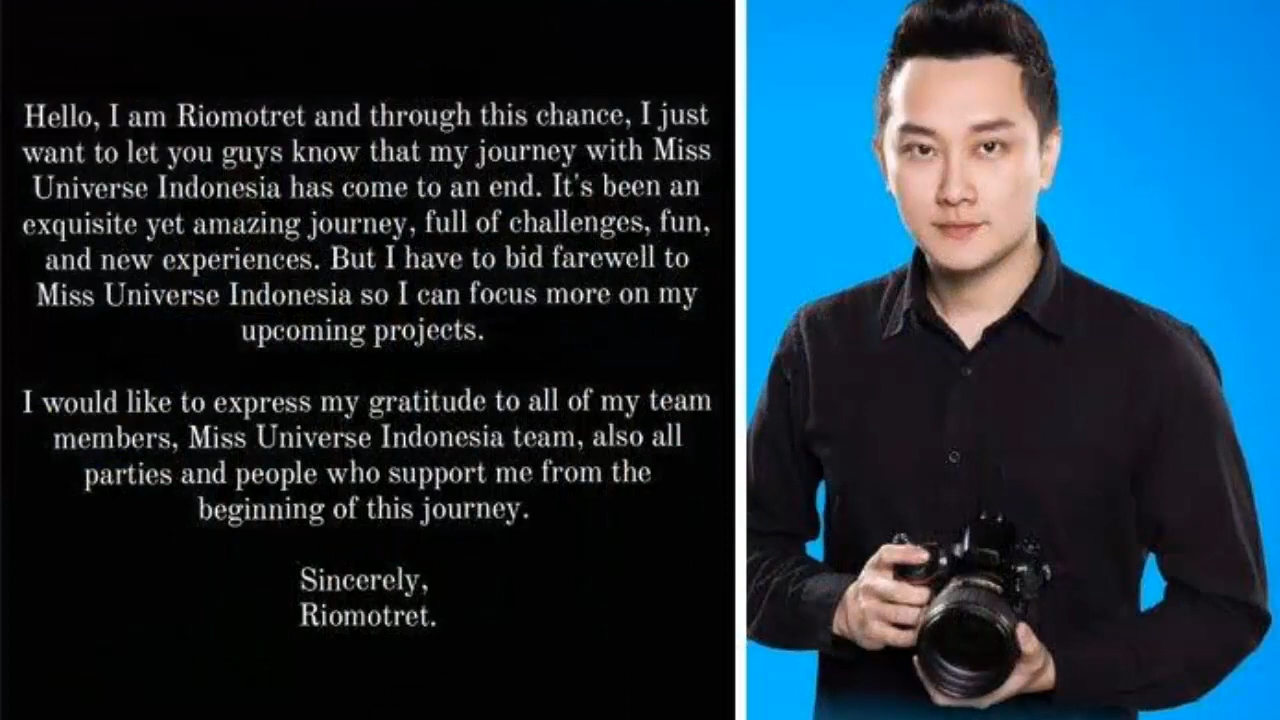 Hello, I am Riomotret and through this chance, I just
want to let you guys know that my journey with Miss
Universe Indonesia has come to an end. It's been an
exquisite yet amazing journey, full of challenges, fun,
and new experiences. But I have to bid farewell to
Miss Universe Indonesia so I can focus more on my
upcoming projects.
I would like to express my gratitude to all of my team
members, Miss Universe Indonesia team, also all
parties and people who support me from the
beginning of this journey.
Sincerely,
Riomotret.